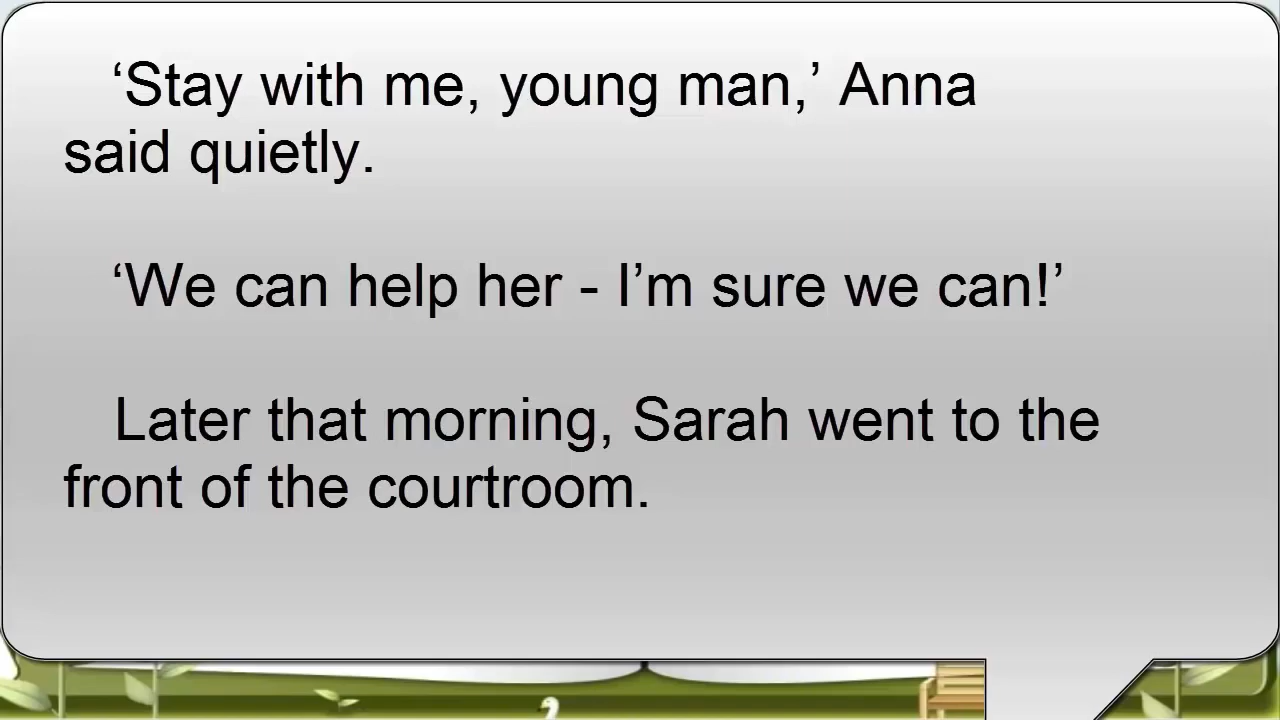 ‘Stay with me, young man,’ Anna
said quietly.
‘We can help her - I’m sure we can!’
Later that morning, Sarah went to the
front of the courtroom.